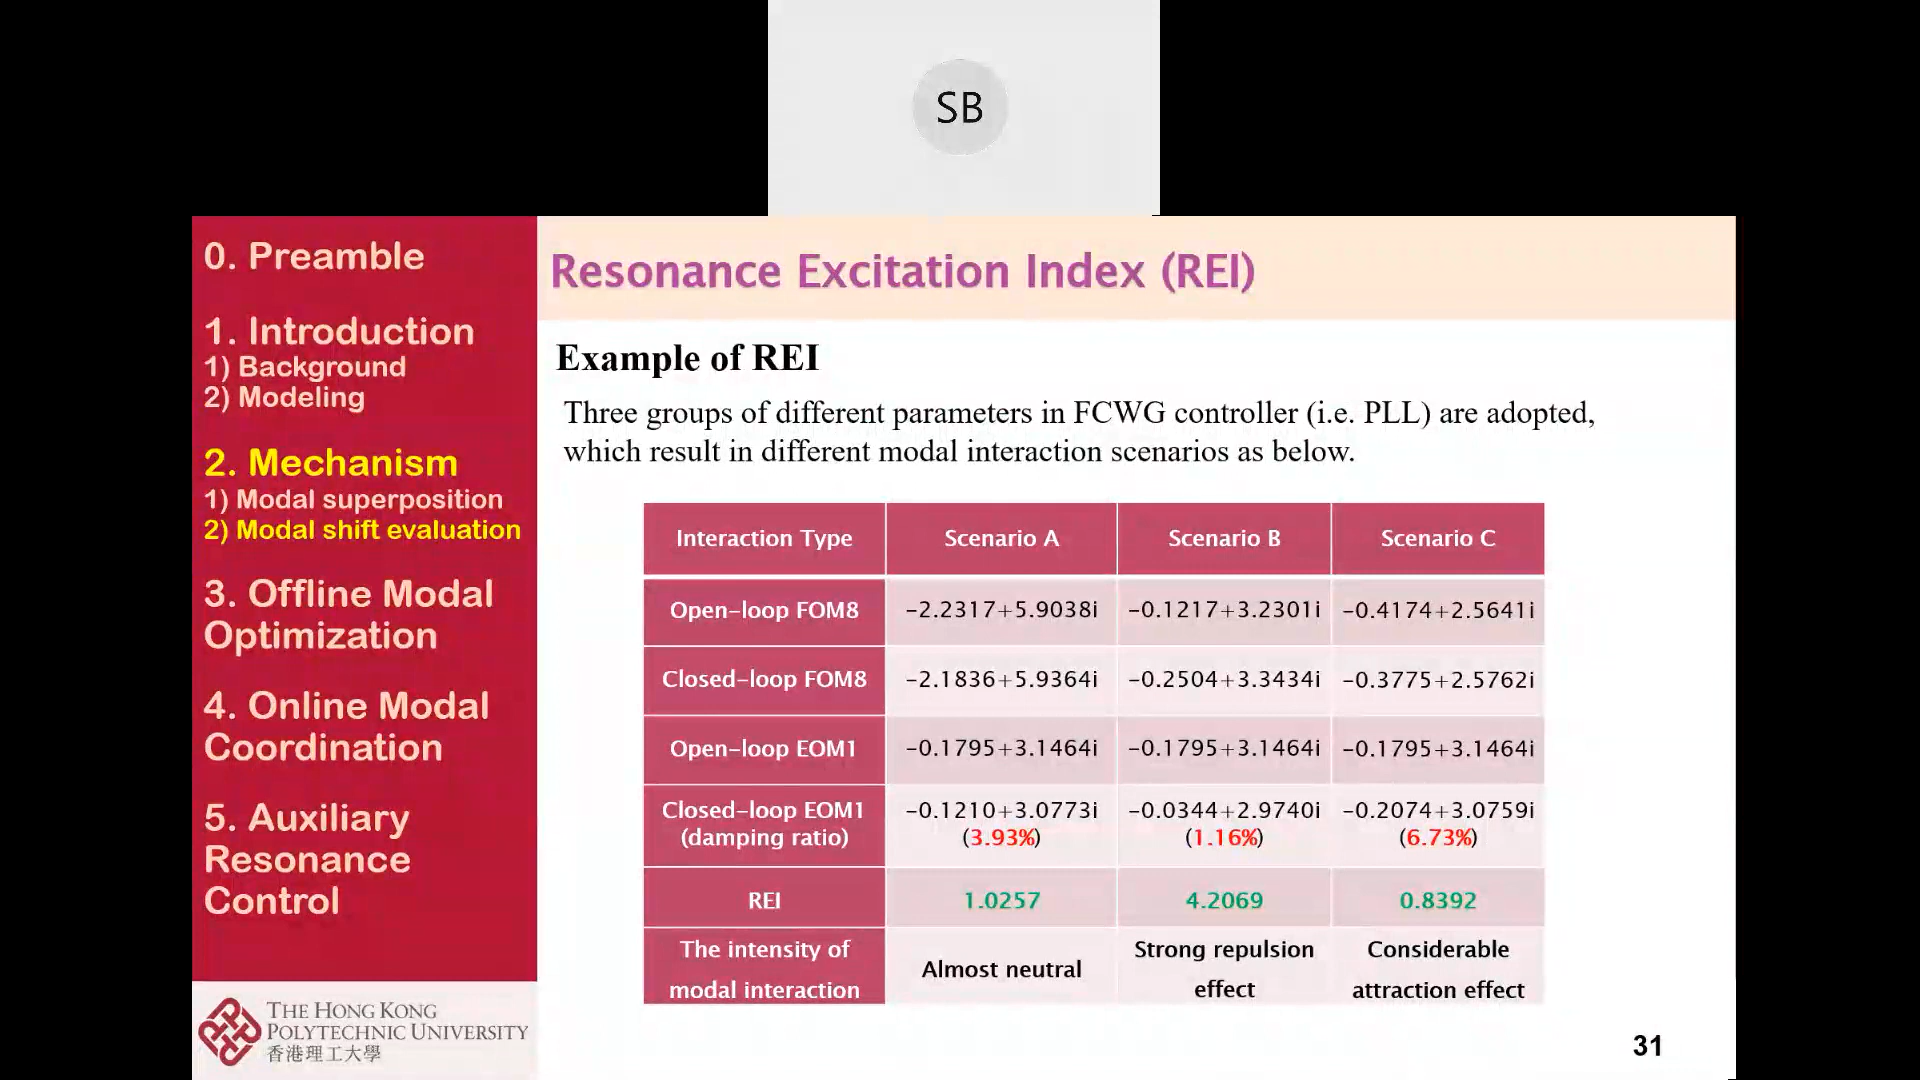 SB
0. Preamble
1. Introduction
1) Background
2) Modeling
2. Mechanism
1) Modal superposition
2) Modal shift evaluation
3. Offline Modal
Optimization
4. Online Modal
Coordination
5. Auxiliary
Resonance
Control
THE HONG KONG
POLYTECHNIC UNIVERSITY
香港理工大學
Resonance Excitation Index (REI)
Example of REI
Three groups of different parameters in FCWG controller (i.e. PLL) are adopted,
which result in different modal interaction scenarios as below.
Interaction Type Scenario A Scenario B Scenario C
Open-loop FOM8 -2.2317+5.9038i -0.1217+3.2301i -0.4174+2.5641i
Closed-loop FOM8 -2.1836+5.9364i -0.2504+3.3434i -0.3775+2.5762i
Open-loop EOM1 -0.1795+3.1464i -0.1795+3.1464i -0.1795+3.1464i
Closed-loop EOM1 -0.1210+3.0773i -0.0344+2.9740i -0.2074+3.0759i
(damping ratio) (3.93%) (1.16%) (6.73%)
REI 1.0257 4.2069 0.8392
The intensity of
modal interaction
Almost neutral
Strong repulsion
effect
Considerable
attraction effect
31